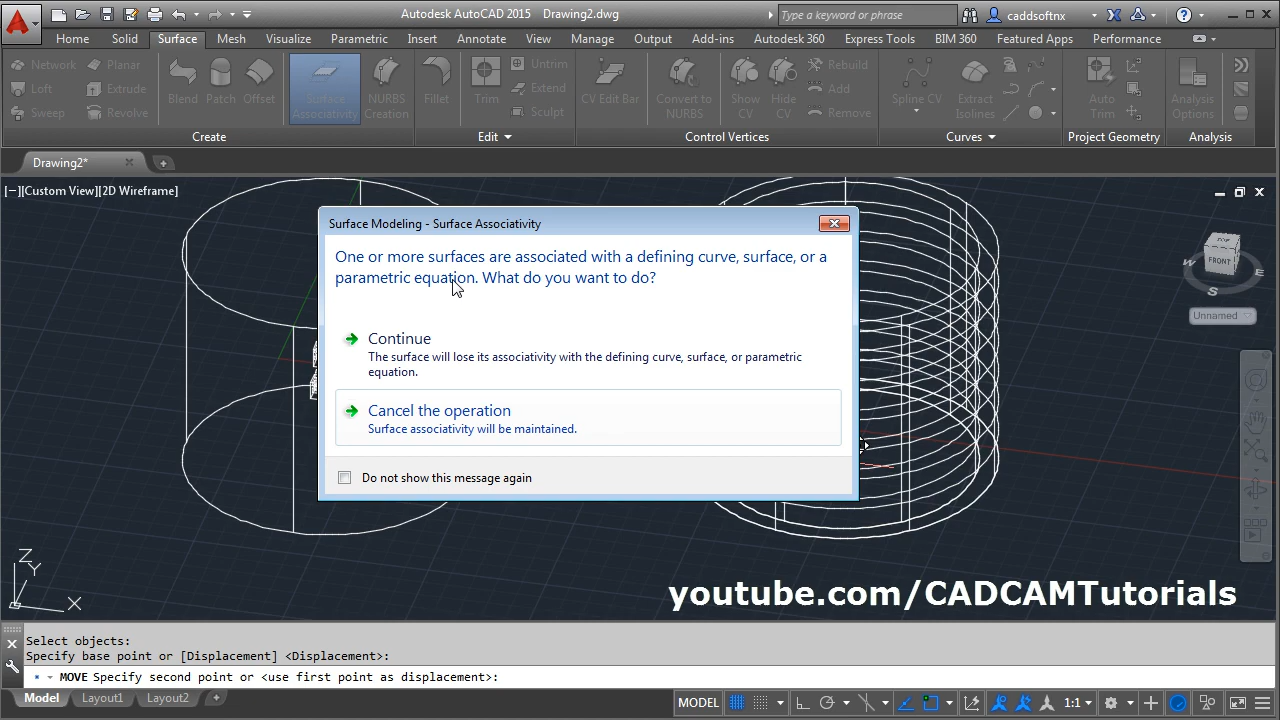 Autodesk AutoCAD 2015 Drawing2.dwg
Type a keyword or phrase
caddsoftnx
Home Solid Surface Mesh Visualize Parametric Insert Annotate View Manage Output Add-ins Autodesk 360 Express Tools BIM 360 Featured Apps Performance
Network Planar
Loft Extrude
Sweep Revolve
Blend Patch Offset
Surface Associativity
NURBS Creation
Fillet
Trim
Untrim
Extend
Sculpt
CV Edit Bar
Convert to NURBS
Show CV
Hide CV
Rebuild
Add
Remove
Spline CV
Extract Isolines
Auto Trim
Analysis Options
Create Edit Control Vertices Curves Project Geometry Analysis
Drawing2*
[−][Custom View][2D Wireframe]
Surface Modeling - Surface Associativity
One or more surfaces are associated with a defining curve, surface, or a
parametric equation. What do you want to do?
Continue
The surface will lose its associativity with the defining curve, surface, or parametric
equation.
Cancel the operation
Surface associativity will be maintained.
Do not show this message again
TOP
FRONT
W E
S
Unnamed
Z
Y
X
youtube.com/CADCAMTutorials
Select objects:
Specify base point or [Displacement] <Displacement>:
MOVE Specify second point or <use first point as displacement>:
Model Layout1 Layout2 +
MODEL 1:1